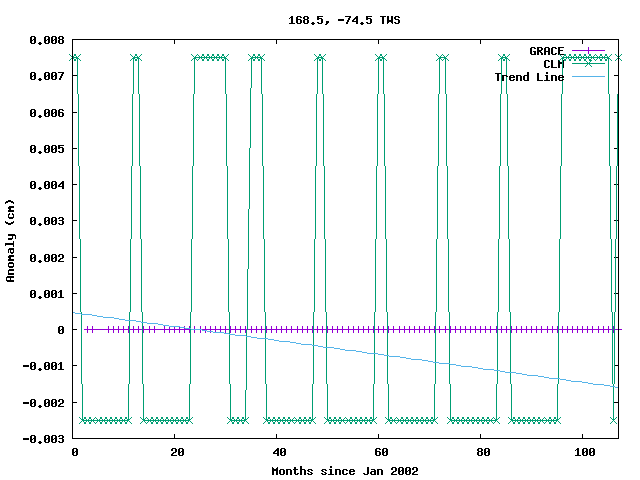 168.5, -74.5 TWS
GRACE
CLM
Trend Line
Anomaly (cm)
0.008
0.007
0.006
0.005
0.004
0.003
0.002
0.001
0
-0.001
-0.002
-0.003
0 20 40 60 80 100
Months since Jan 2002